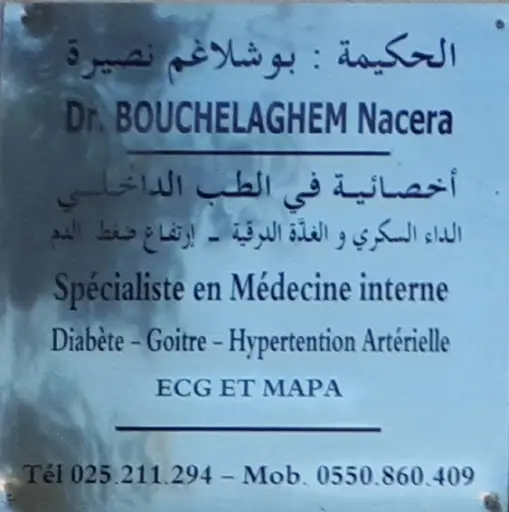 الحكيمة : بوشلاغم نصيرة
Dr. BOUCHELAGHEM Nacera
أخصائية في الطب الداخلي
الداء السكري و الغدّة الدرقية - إرتفاع ضغط الدم
Spécialiste en Médecine interne
Diabète - Goitre - Hypertention Artérielle
ECG ET MAPA
Tél 025.211.294 - Mob. 0550.860.409